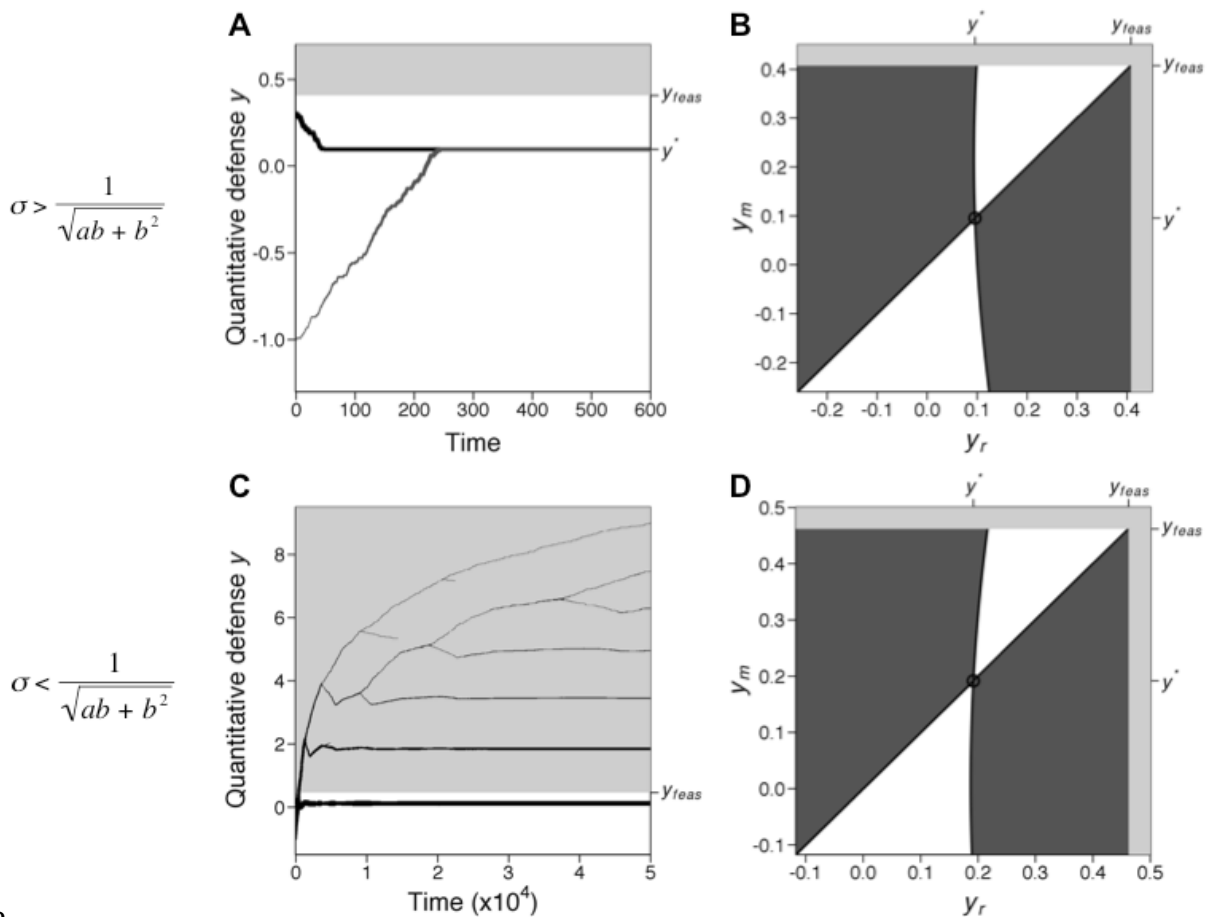 A
σ > 1 / √(ab + b²)
Quantitative defense y
0.5
0.0
-0.5
-1.0
y_feas
y*
0 100 200 300 400 500 600
Time
B
y* y_feas
y_m
0.4
0.3
0.2
0.1
0.0
-0.1
-0.2
y_feas
y*
-0.2 -0.1 0.0 0.1 0.2 0.3 0.4
y_r
C
σ < 1 / √(ab + b²)
Quantitative defense y
8
6
4
2
0
y_feas
0 1 2 3 4 5
Time (x10⁴)
D
y* y_feas
y_m
0.5
0.4
0.3
0.2
0.1
0.0
-0.1
y_feas
y*
-0.1 0.0 0.1 0.2 0.3 0.4 0.5
y_r